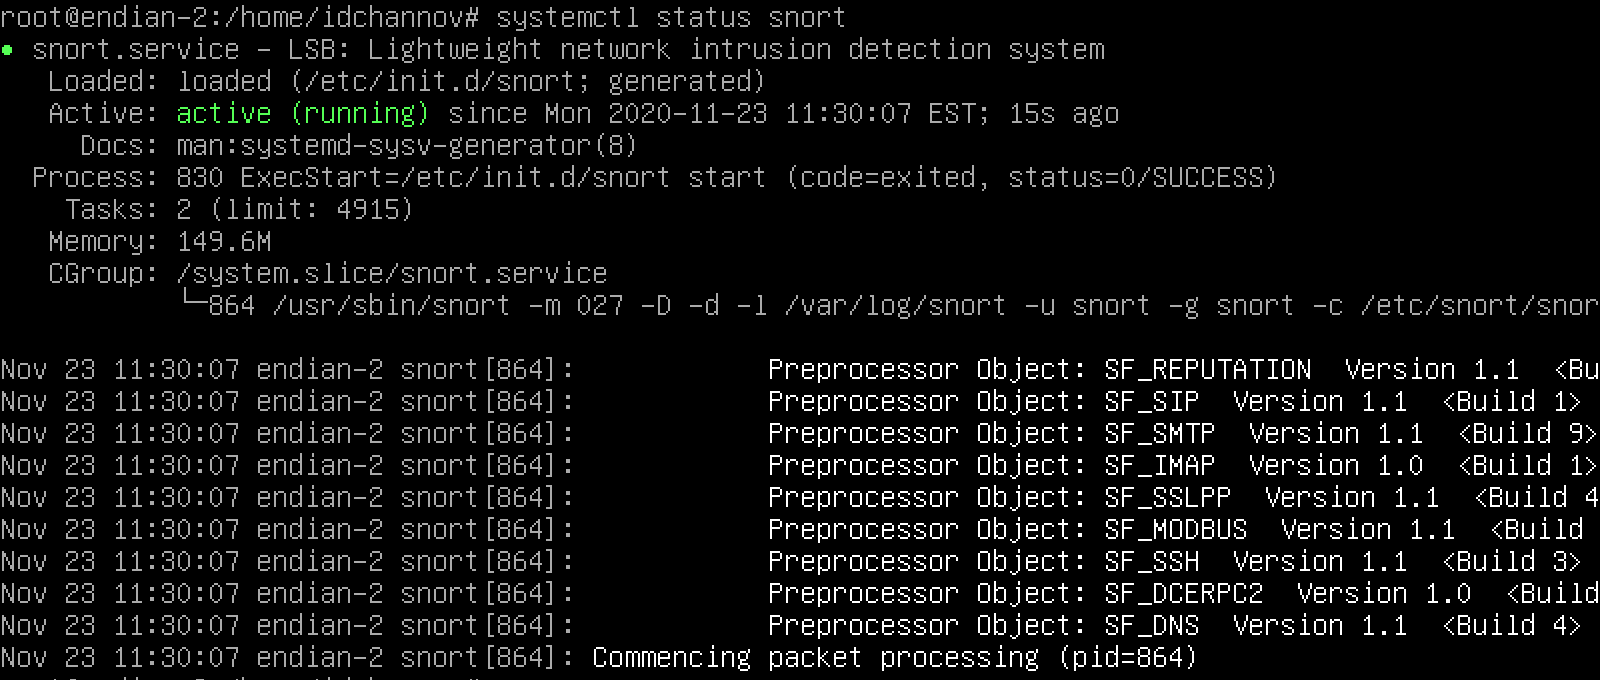 root@endian-2:/home/idchannov# systemctl status snort
● snort.service - LSB: Lightweight network intrusion detection system
Loaded: loaded (/etc/init.d/snort; generated)
Active: active (running) since Mon 2020-11-23 11:30:07 EST; 15s ago
Docs: man:systemd-sysv-generator(8)
Process: 830 ExecStart=/etc/init.d/snort start (code=exited, status=0/SUCCESS)
Tasks: 2 (limit: 4915)
Memory: 149.6M
CGroup: /system.slice/snort.service
└─864 /usr/sbin/snort -m 027 -D -d -l /var/log/snort -u snort -g snort -c /etc/snort/snor
Nov 23 11:30:07 endian-2 snort[864]: Preprocessor Object: SF_REPUTATION Version 1.1 <Bu
Nov 23 11:30:07 endian-2 snort[864]: Preprocessor Object: SF_SIP Version 1.1 <Build 1>
Nov 23 11:30:07 endian-2 snort[864]: Preprocessor Object: SF_SMTP Version 1.1 <Build 9>
Nov 23 11:30:07 endian-2 snort[864]: Preprocessor Object: SF_IMAP Version 1.0 <Build 1>
Nov 23 11:30:07 endian-2 snort[864]: Preprocessor Object: SF_SSLPP Version 1.1 <Build 4
Nov 23 11:30:07 endian-2 snort[864]: Preprocessor Object: SF_MODBUS Version 1.1 <Build
Nov 23 11:30:07 endian-2 snort[864]: Preprocessor Object: SF_SSH Version 1.1 <Build 3>
Nov 23 11:30:07 endian-2 snort[864]: Preprocessor Object: SF_DCERPC2 Version 1.0 <Build
Nov 23 11:30:07 endian-2 snort[864]: Preprocessor Object: SF_DNS Version 1.1 <Build 4>
Nov 23 11:30:07 endian-2 snort[864]: Commencing packet processing (pid=864)